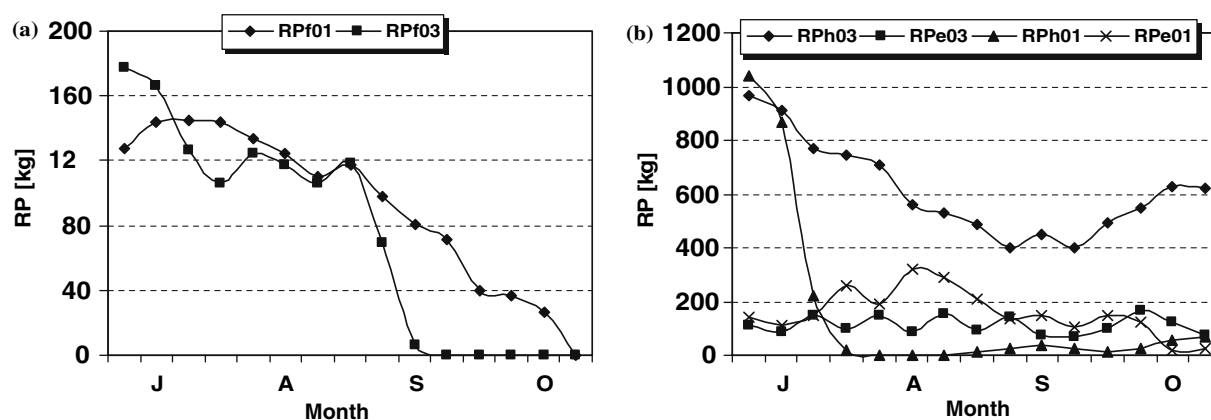 (a)
RPf01 RPf03
200
160
120
80
40
0
RP [kg]
J A S O
Month
(b)
RPh03 RPe03 RPh01 RPe01
1200
1000
800
600
400
200
0
RP [kg]
J A S O
Month